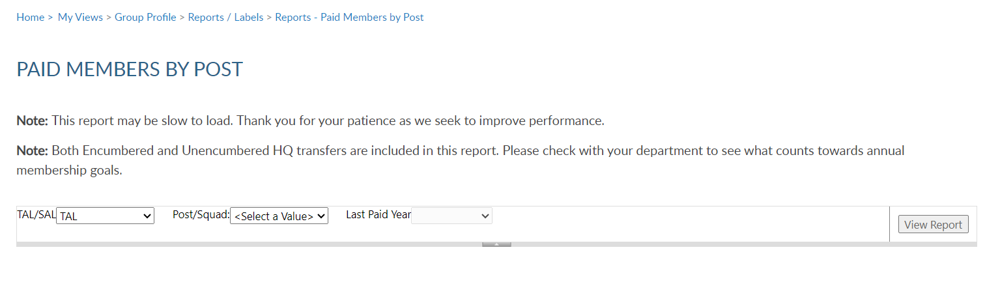 Home > My Views > Group Profile > Reports / Labels > Reports - Paid Members by Post
PAID MEMBERS BY POST
Note: This report may be slow to load. Thank you for your patience as we seek to improve performance.
Note: Both Encumbered and Unencumbered HQ transfers are included in this report. Please check with your department to see what counts towards annual
membership goals.
TAL/SAL TAL Post/Squad: <Select a Value> Last Paid Year View Report